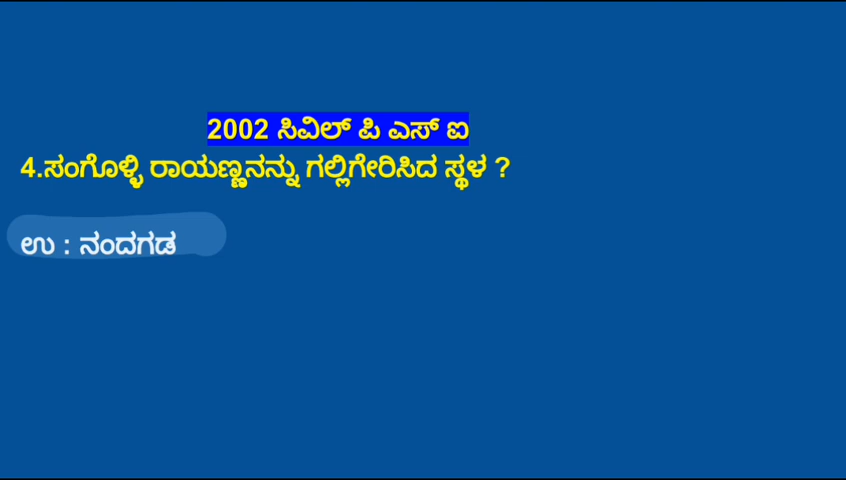 2002 ಸಿವಿಲ್ ಪಿ ಎಸ್ ಐ
4.ಸಂಗೊಳ್ಳಿ ರಾಯಣ್ಣನನ್ನು ಗಲ್ಲಿಗೇರಿಸಿದ ಸ್ಥಳ ?
ಉ : ನಂದಗಡ